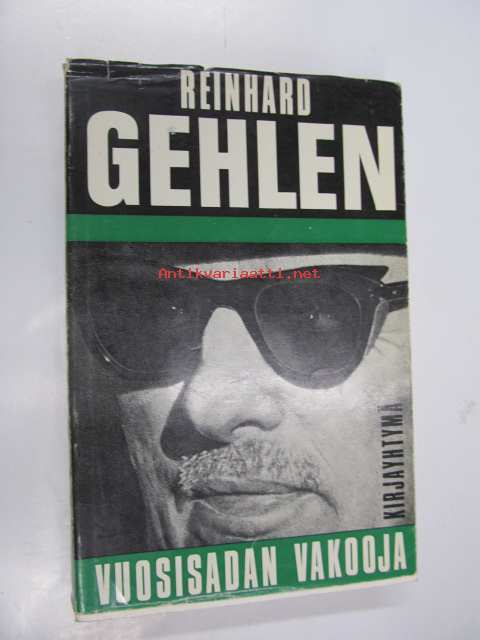 REINHARD
GEHLEN
Antikvariaatti.net
KIRJAYHTYMÄ
VUOSISADAN VAKOOJA